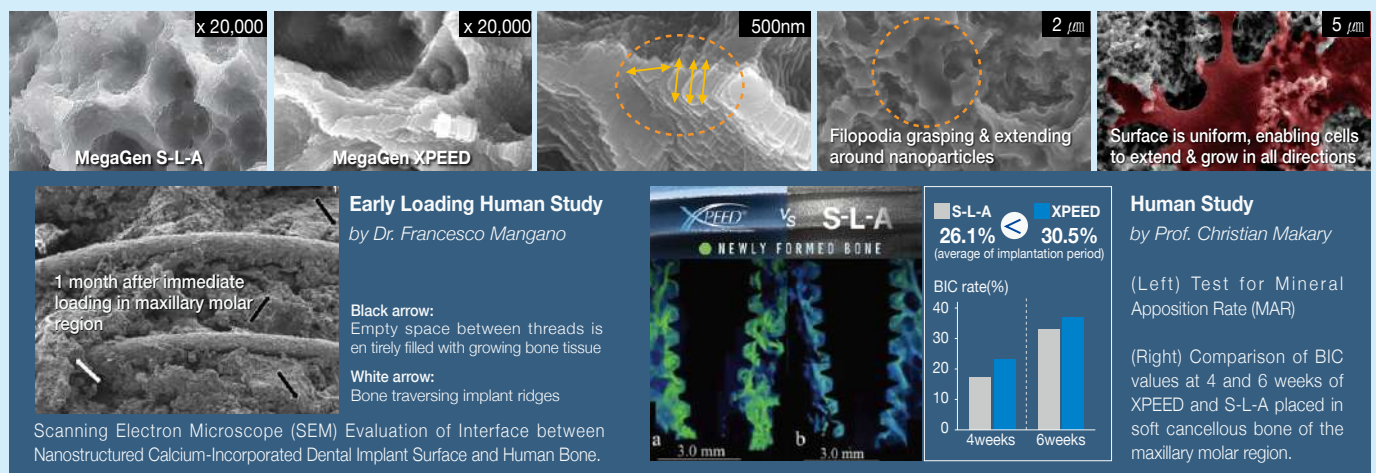 x 20,000
MegaGen S-L-A
x 20,000
MegaGen XPEED
500nm
2 ㎛
Filopodia grasping & extending
around nanoparticles
5 ㎛
Surface is uniform, enabling cells
to extend & grow in all directions
1 month after immediate
loading in maxillary molar
region
Early Loading Human Study
by Dr. Francesco Mangano
Black arrow:
Empty space between threads is
en tirely filled with growing bone tissue
White arrow:
Bone traversing implant ridges
Scanning Electron Microscope (SEM) Evaluation of Interface between
Nanostructured Calcium-Incorporated Dental Implant Surface and Human Bone.
XPEED® VS S-L-A
NEWLY FORMED BONE
a
3.0 mm
b
3.0 mm
S-L-A < XPEED
26.1% 30.5%
(average of implantation period)
BIC rate(%)
40
30
20
10
0
4weeks 6weeks
Human Study
by Prof. Christian Makary
(Left) Test for Mineral
Apposition Rate (MAR)
(Right) Comparison of BIC
values at 4 and 6 weeks of
XPEED and S-L-A placed in
soft cancellous bone of the
maxillary molar region.